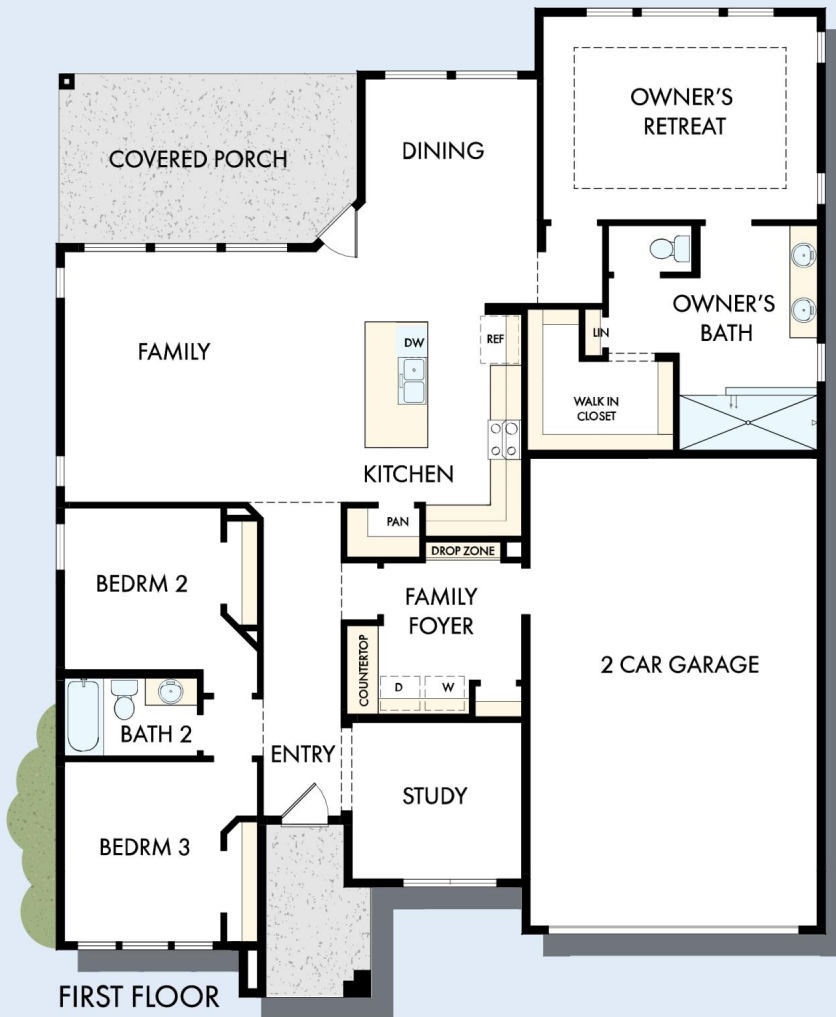 OWNER'S
RETREAT
COVERED PORCH
DINING
OWNER'S
BATH
LIN
FAMILY
DW
REF
WALK IN
CLOSET
KITCHEN
PAN
DROP ZONE
BEDRM 2
FAMILY
FOYER
COUNTERTOP
D
W
2 CAR GARAGE
BATH 2
ENTRY
STUDY
BEDRM 3
FIRST FLOOR